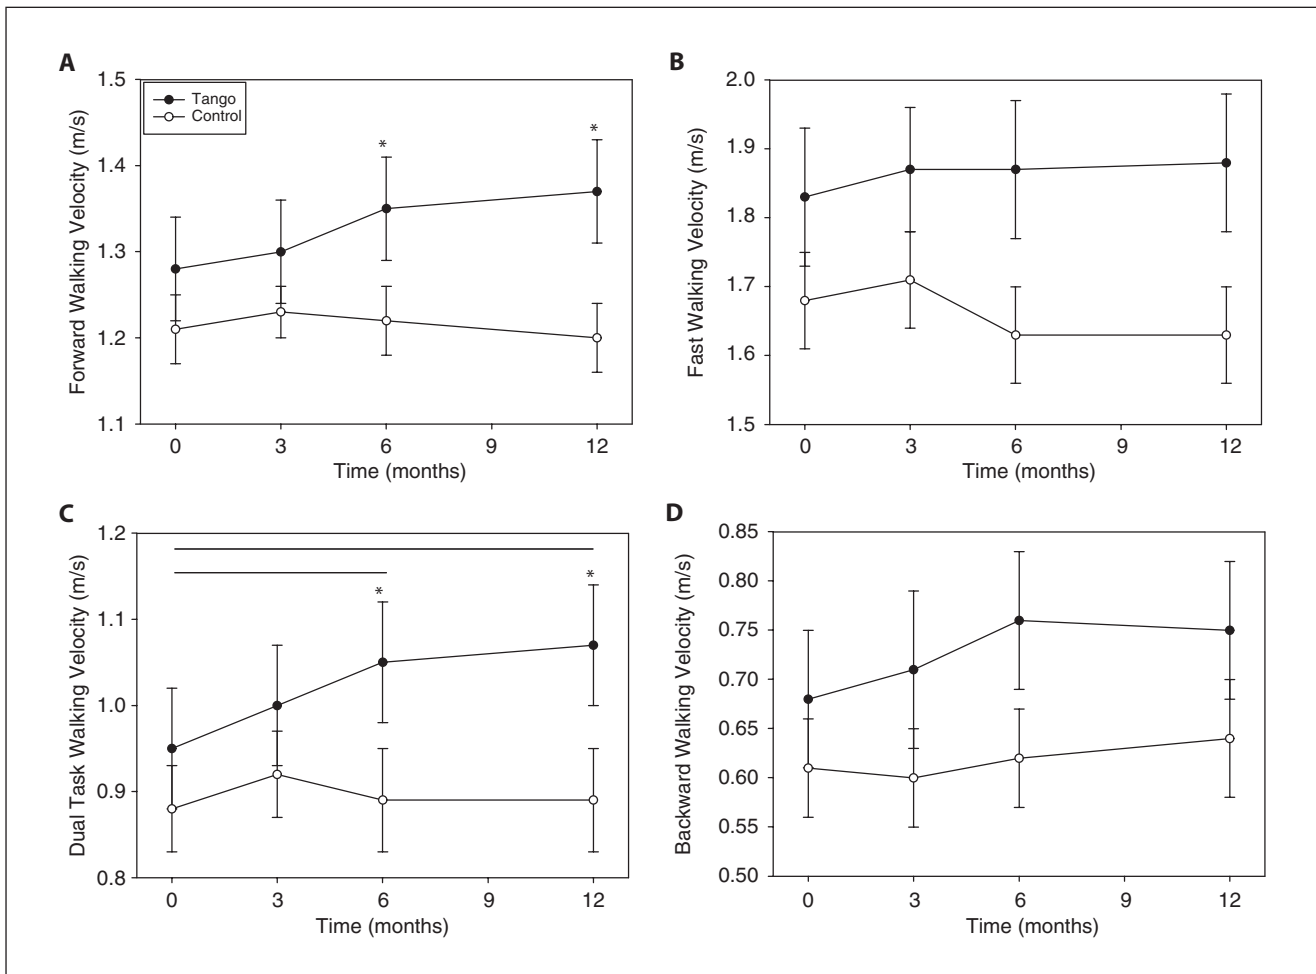 A
Forward Walking Velocity (m/s)
1.5
1.4
1.3
1.2
1.1
Tango
Control
*
*
0 3 6 9 12
Time (months)
B
Fast Walking Velocity (m/s)
2.0
1.9
1.8
1.7
1.6
1.5
0 3 6 9 12
Time (months)
C
Dual Task Walking Velocity (m/s)
1.2
1.1
1.0
0.9
0.8
*
*
0 3 6 9 12
Time (months)
D
Backward Walking Velocity (m/s)
0.85
0.80
0.75
0.70
0.65
0.60
0.55
0.50
0 3 6 9 12
Time (months)